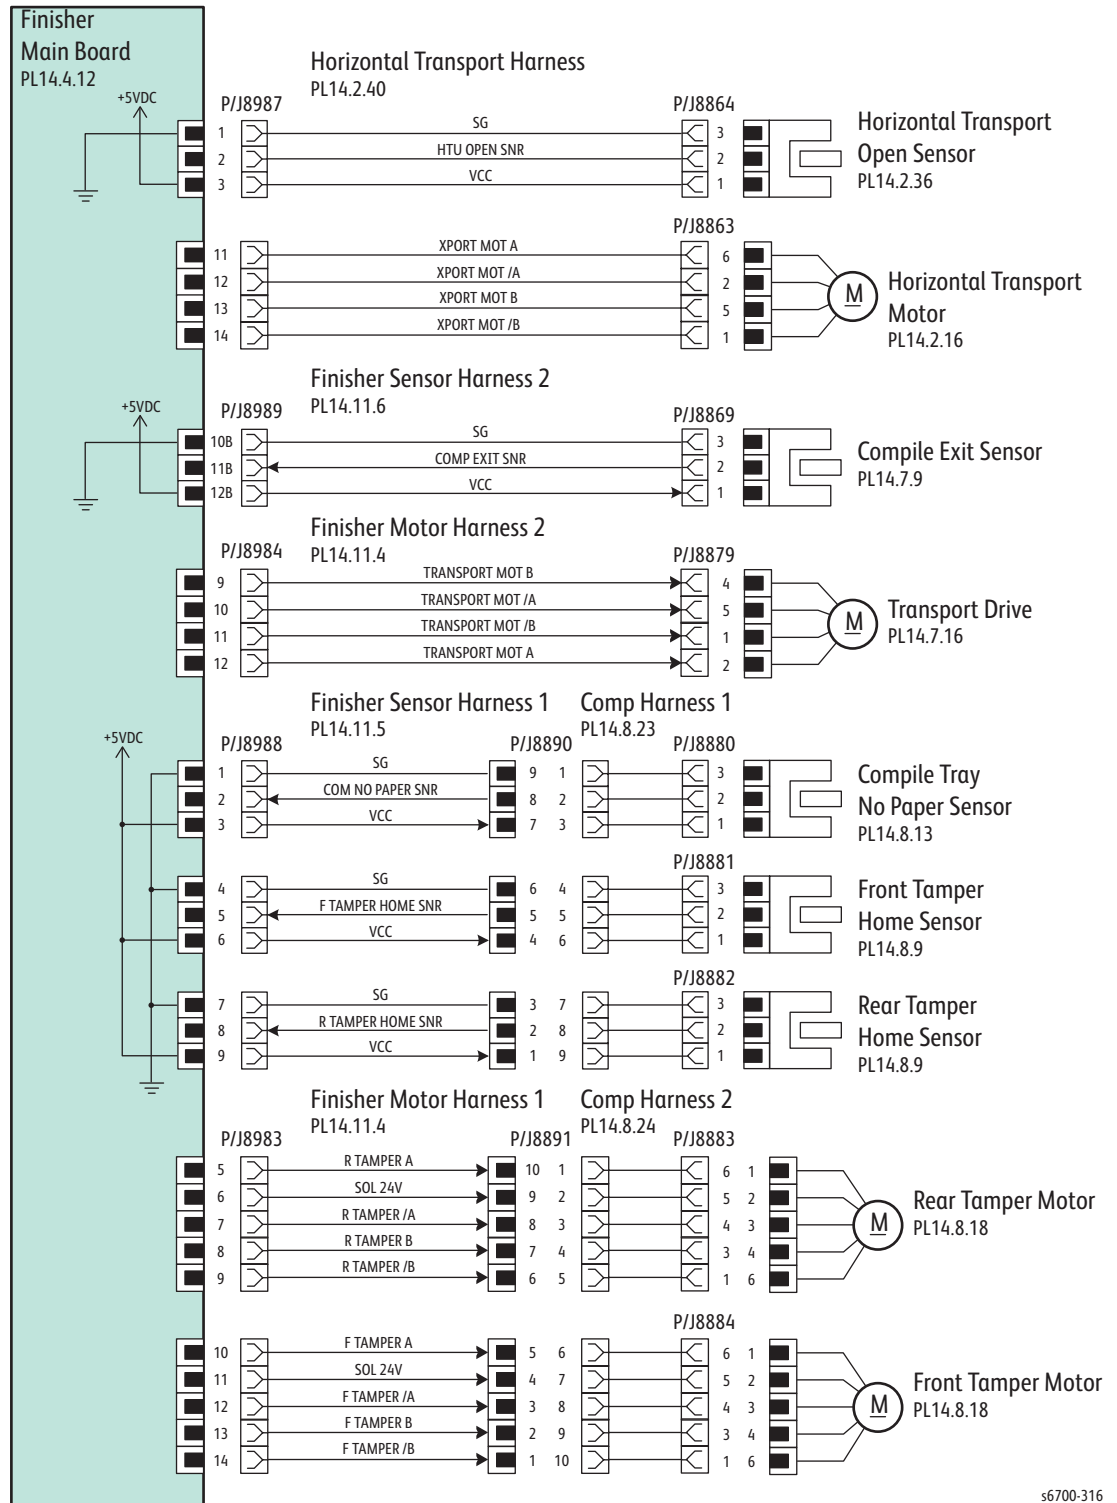 Finisher
Main Board
PL14.4.12
+5VDC
Horizontal Transport Harness
PL14.2.40
P/J8987
P/J8864
1 SG 3
2 HTU OPEN SNR 2
3 VCC 1
Horizontal Transport
Open Sensor
PL14.2.36
P/J8863
11 XPORT MOT A 6
12 XPORT MOT /A 2
13 XPORT MOT B 5
14 XPORT MOT /B 1
M
Horizontal Transport
Motor
PL14.2.16
Finisher Sensor Harness 2
PL14.11.6
+5VDC
P/J8989
P/J8869
10B SG 3
11B COMP EXIT SNR 2
12B VCC 1
Compile Exit Sensor
PL14.7.9
Finisher Motor Harness 2
PL14.11.4
P/J8984
P/J8879
9 TRANSPORT MOT B 4
10 TRANSPORT MOT /A 5
11 TRANSPORT MOT /B 1
12 TRANSPORT MOT A 2
M
Transport Drive
PL14.7.16
Finisher Sensor Harness 1
PL14.11.5
Comp Harness 1
PL14.8.23
+5VDC
P/J8988
P/J8890
P/J8880
1 SG 9 1 3
2 COM NO PAPER SNR 8 2 2
3 VCC 7 3 1
Compile Tray
No Paper Sensor
PL14.8.13
P/J8881
4 SG 6 4 3
5 F TAMPER HOME SNR 5 5 2
6 VCC 4 6 1
Front Tamper
Home Sensor
PL14.8.9
P/J8882
7 SG 3 7 3
8 R TAMPER HOME SNR 2 8 2
9 VCC 1 9 1
Rear Tamper
Home Sensor
PL14.8.9
Finisher Motor Harness 1
PL14.11.4
Comp Harness 2
PL14.8.24
P/J8983
P/J8891
P/J8883
5 R TAMPER A 10 1 6 1
6 SOL 24V 9 2 5 2
7 R TAMPER /A 8 3 4 3
8 R TAMPER B 7 4 3 4
9 R TAMPER /B 6 5 1 6
M
Rear Tamper Motor
PL14.8.18
P/J8884
10 F TAMPER A 5 6 6 1
11 SOL 24V 4 7 5 2
12 F TAMPER /A 3 8 4 3
13 F TAMPER B 2 9 3 4
14 F TAMPER /B 1 10 1 6
M
Front Tamper Motor
PL14.8.18
s6700-316